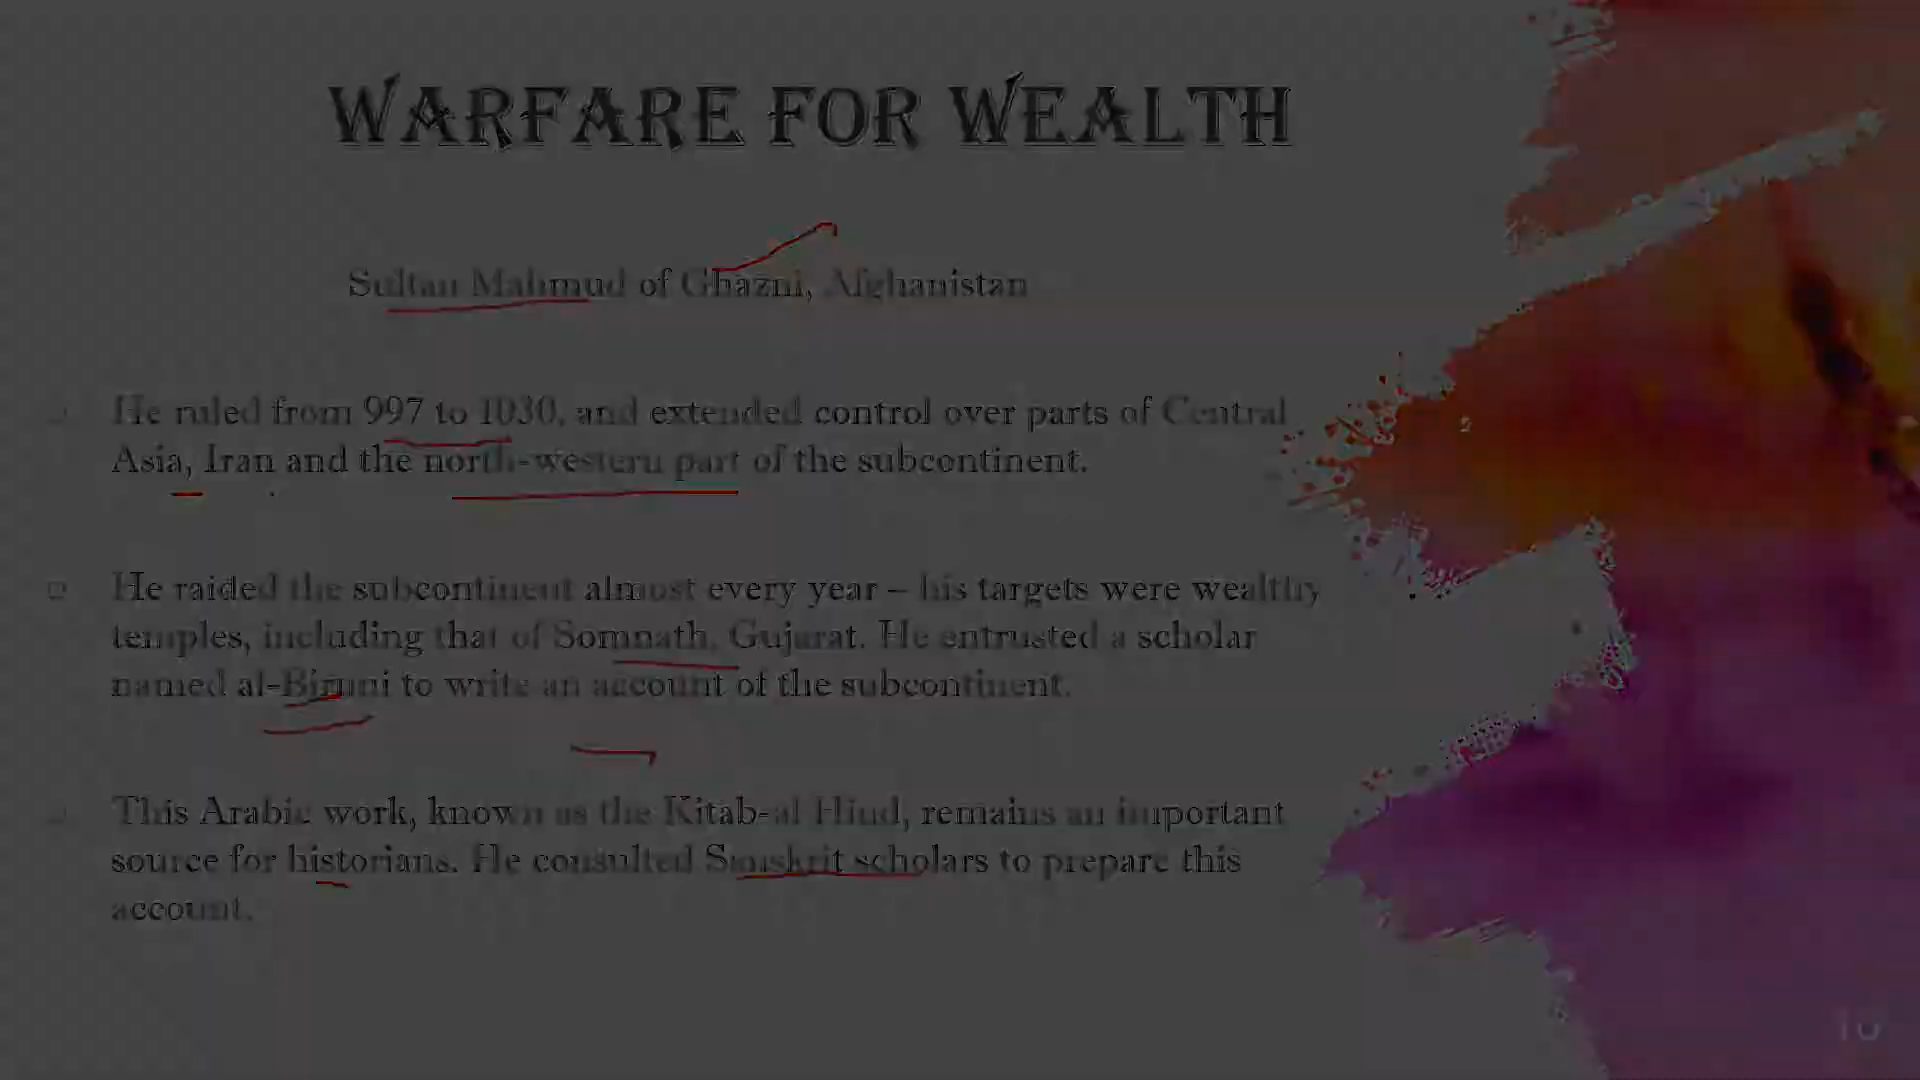 WARFARE FOR WEALTH
Sultan Mahmud of Ghazni, Afghanistan
He ruled from 997 to 1030, and extended control over parts of Central
Asia, Iran and the north-western part of the subcontinent.
He raided the subcontinent almost every year – his targets were wealthy
temples, including that of Somnath, Gujarat. He entrusted a scholar
named al-Biruni to write an account of the subcontinent.
This Arabic work, known as the Kitab-al Hind, remains an important
source for historians. He consulted Sanskrit scholars to prepare this
account.
10